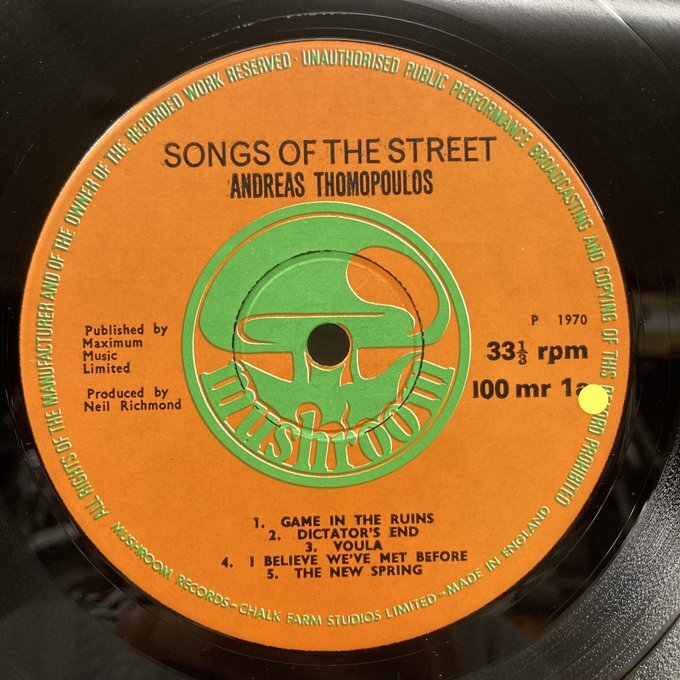 ALL RIGHTS OF THE MANUFACTURER AND OF THE OWNER OF THE RECORDED WORK RESERVED · UNAUTHORISED PUBLIC PERFORMANCE BROADCASTING AND COPYING OF THIS RECORD PROHIBITED
SONGS OF THE STREET
ANDREAS THOMOPOULOS
Published by
Maximum
Music
Limited
Produced by
Neil Richmond
P 1970
33⅓ rpm
100 mr 1a
mushroom
1. GAME IN THE RUINS
2. DICTATOR'S END
3. VOULA
4. I BELIEVE WE'VE MET BEFORE
5. THE NEW SPRING
MUSHROOM RECORDS–CHALK FARM STUDIOS LIMITED–MADE IN ENGLAND